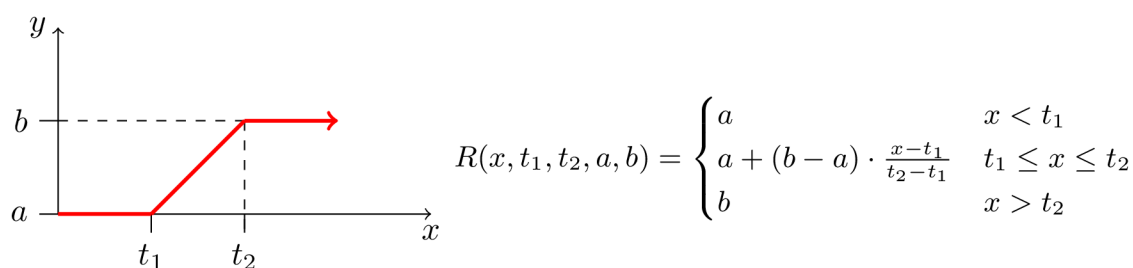 y
b
a
t₁ t₂
x
R(x, t₁, t₂, a, b) = { a x < t₁
a + (b − a) · (x−t₁)/(t₂−t₁) t₁ ≤ x ≤ t₂
b x > t₂